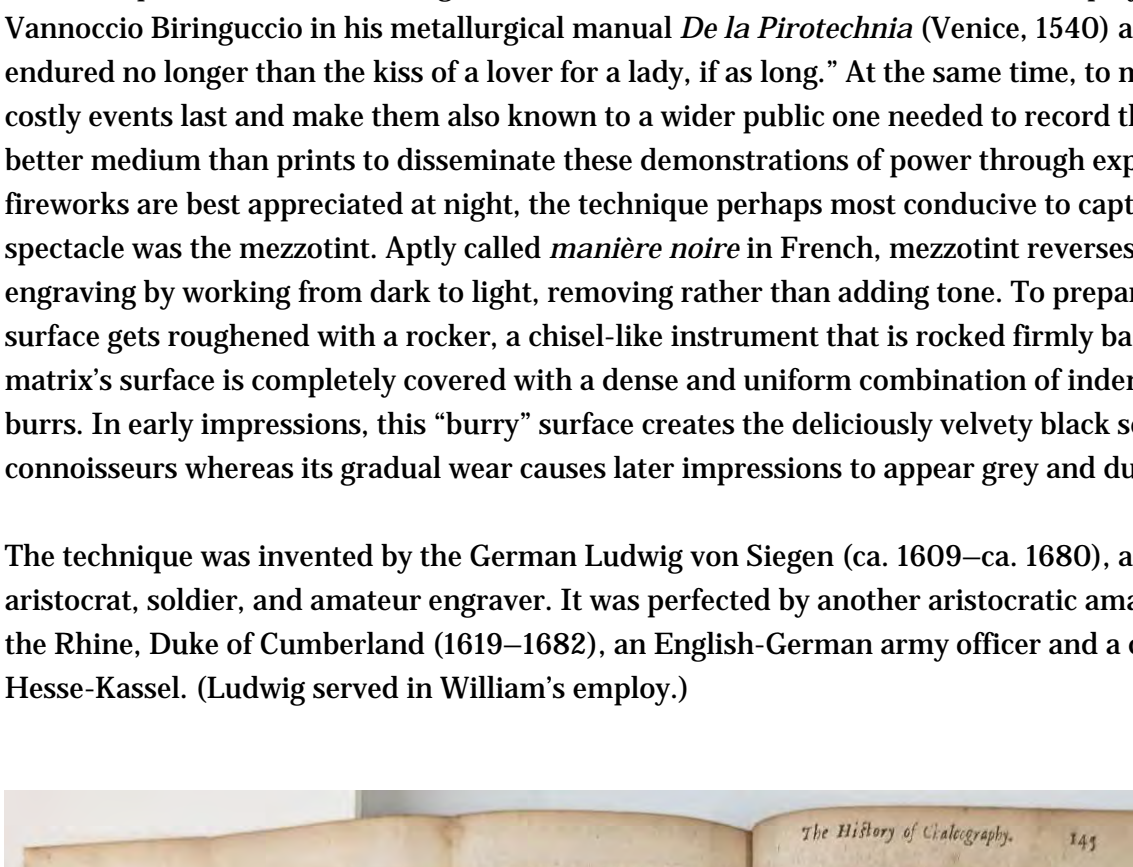 Vannoccio Biringuccio in his metallurgical manual De la Pirotechnia (Venice, 1540) a
endured no longer than the kiss of a lover for a lady, if as long.” At the same time, to
costly events last and make them also known to a wider public one needed to record
better medium than prints to disseminate these demonstrations of power through exp
fireworks are best appreciated at night, the technique perhaps most conducive to capt
spectacle was the mezzotint. Aptly called manière noire in French, mezzotint reverses
engraving by working from dark to light, removing rather than adding tone. To prepar
surface gets roughened with a rocker, a chisel-like instrument that is rocked firmly ba
matrix’s surface is completely covered with a dense and uniform combination of inden
burrs. In early impressions, this “burry” surface creates the deliciously velvety black so
connoisseurs whereas its gradual wear causes later impressions to appear grey and du
The technique was invented by the German Ludwig von Siegen (ca. 1609–ca. 1680), a
aristocrat, soldier, and amateur engraver. It was perfected by another aristocratic ama
the Rhine, Duke of Cumberland (1619–1682), an English-German army officer and a
Hesse-Kassel. (Ludwig served in William’s employ.)
The History of Chalcography. 145